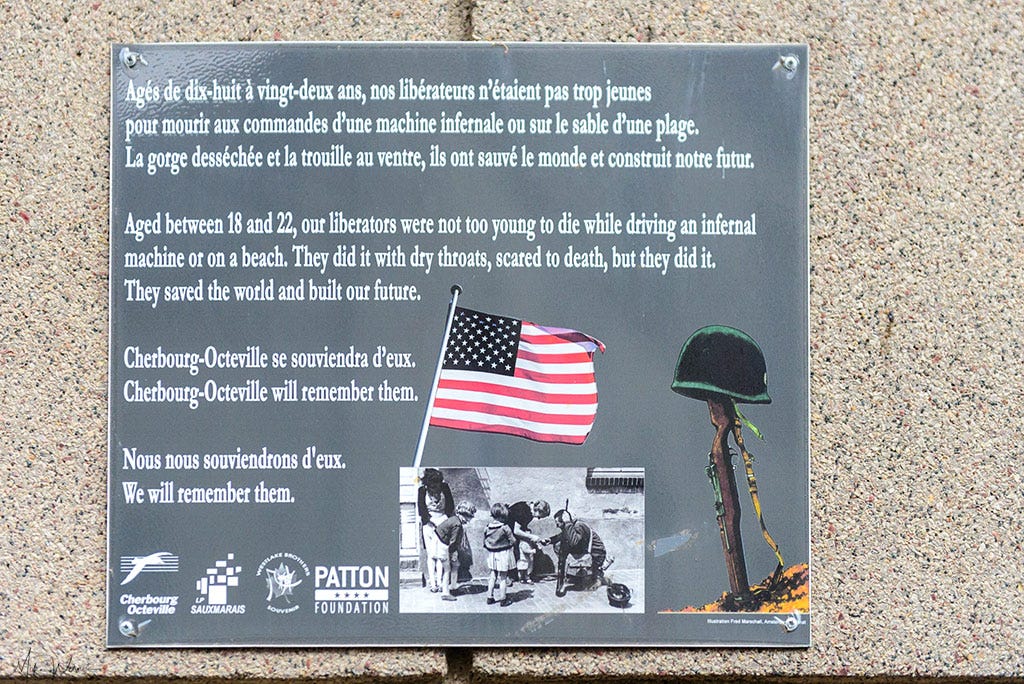 Agés de dix-huit à vingt-deux ans, nos libérateurs n'étaient pas trop jeunes
pour mourir aux commandes d'une machine infernale ou sur le sable d'une plage.
La gorge desséchée et la trouille au ventre, ils ont sauvé le monde et construit notre futur.
Aged between 18 and 22, our liberators were not too young to die while driving an infernal
machine or on a beach. They did it with dry throats, scared to death, but they did it.
They saved the world and built our future.
Cherbourg-Octeville se souviendra d'eux.
Cherbourg-Octeville will remember them.
Nous nous souviendrons d'eux.
We will remember them.
Cherbourg
Octeville
LP
SAUXMARAIS
WESTLAKE BROTHERS
SOUVENIR
PATTON
FOUNDATION
Illustration Fred Marschall,